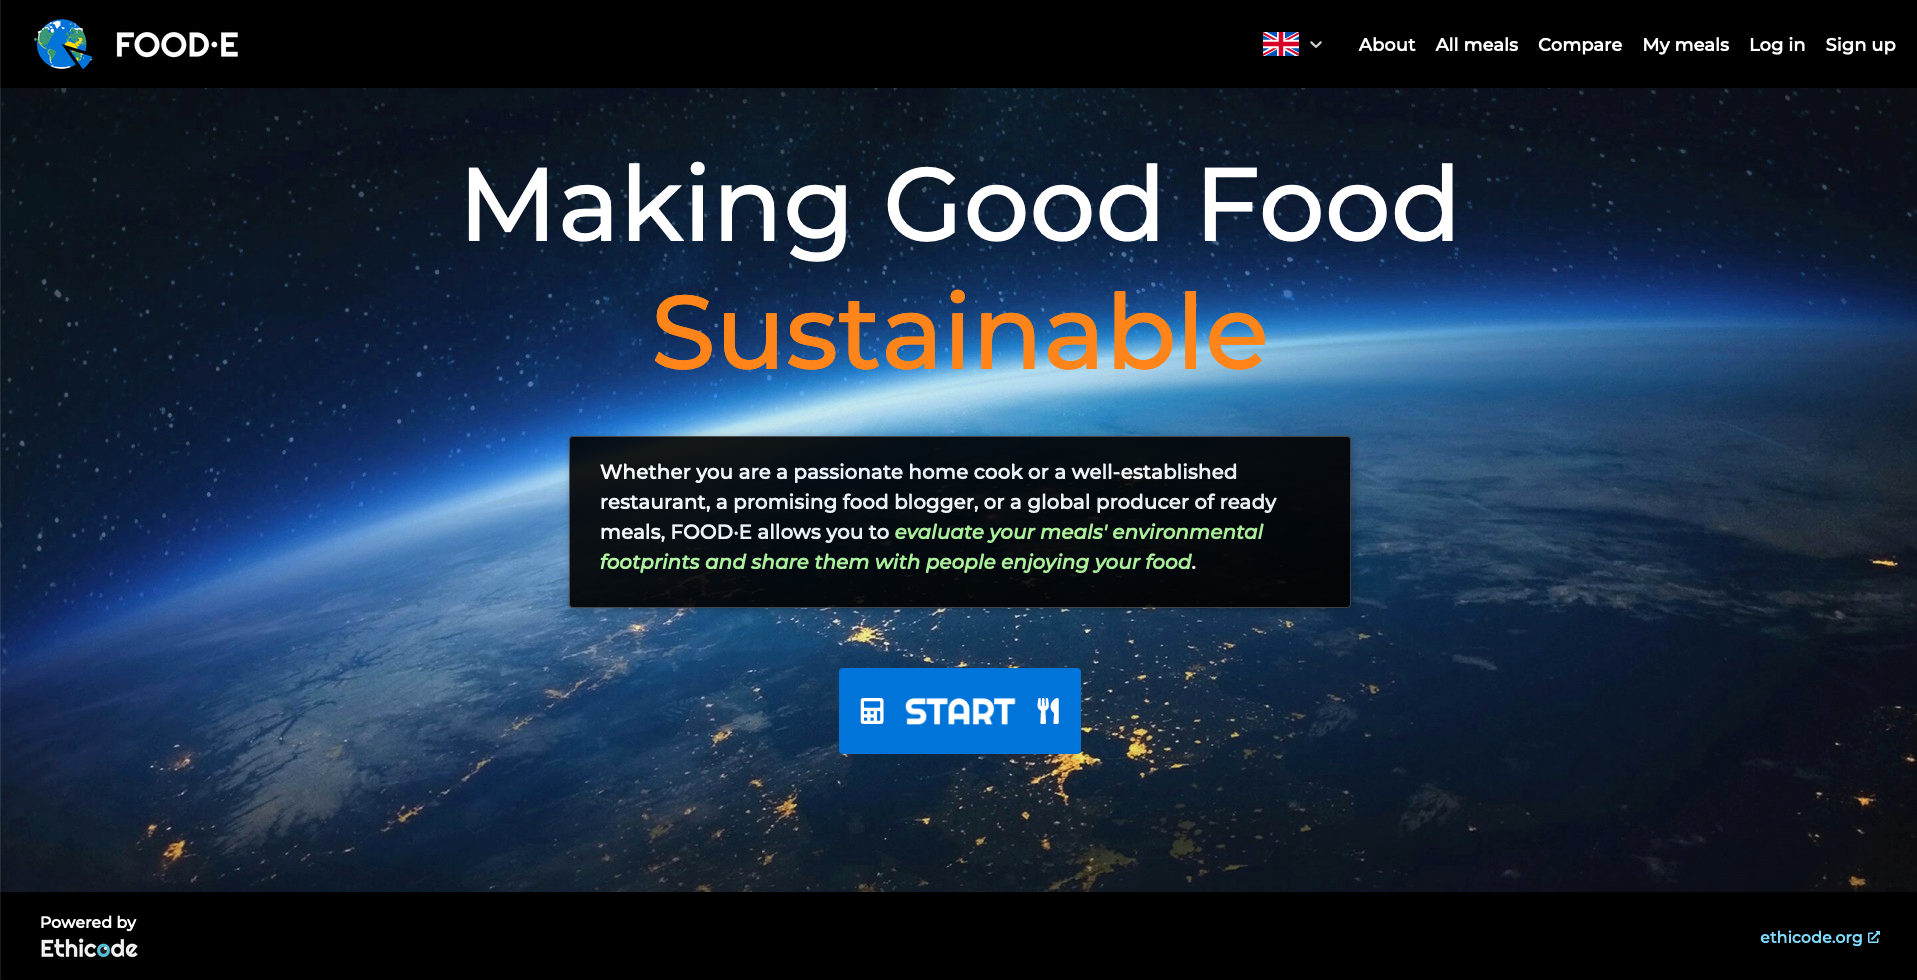 FOOD·E
About
All meals
Compare
My meals
Log in
Sign up
Making Good Food
Sustainable
Whether you are a passionate home cook or a well-established
restaurant, a promising food blogger, or a global producer of ready
meals, FOOD·E allows you to evaluate your meals' environmental
footprints and share them with people enjoying your food.
START
Powered by
Ethicode
ethicode.org